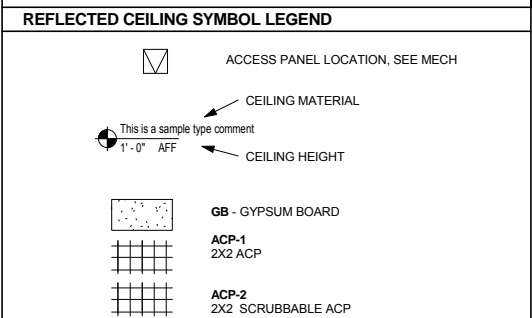 REFLECTED CEILING SYMBOL LEGEND
ACCESS PANEL LOCATION, SEE MECH
CEILING MATERIAL
This is a sample type comment
1' - 0" AFF
CEILING HEIGHT
GB - GYPSUM BOARD
ACP-1
2X2 ACP
ACP-2
2X2 SCRUBBABLE ACP